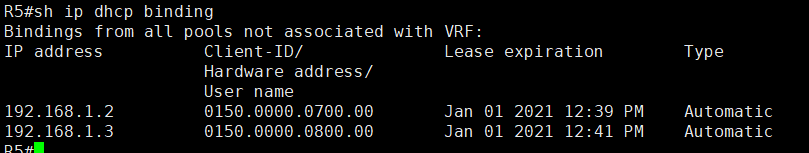 R5#sh ip dhcp binding
Bindings from all pools not associated with VRF:
IP address Client-ID/ Lease expiration Type
Hardware address/
User name
192.168.1.2 0150.0000.0700.00 Jan 01 2021 12:39 PM Automatic
192.168.1.3 0150.0000.0800.00 Jan 01 2021 12:41 PM Automatic
R5#